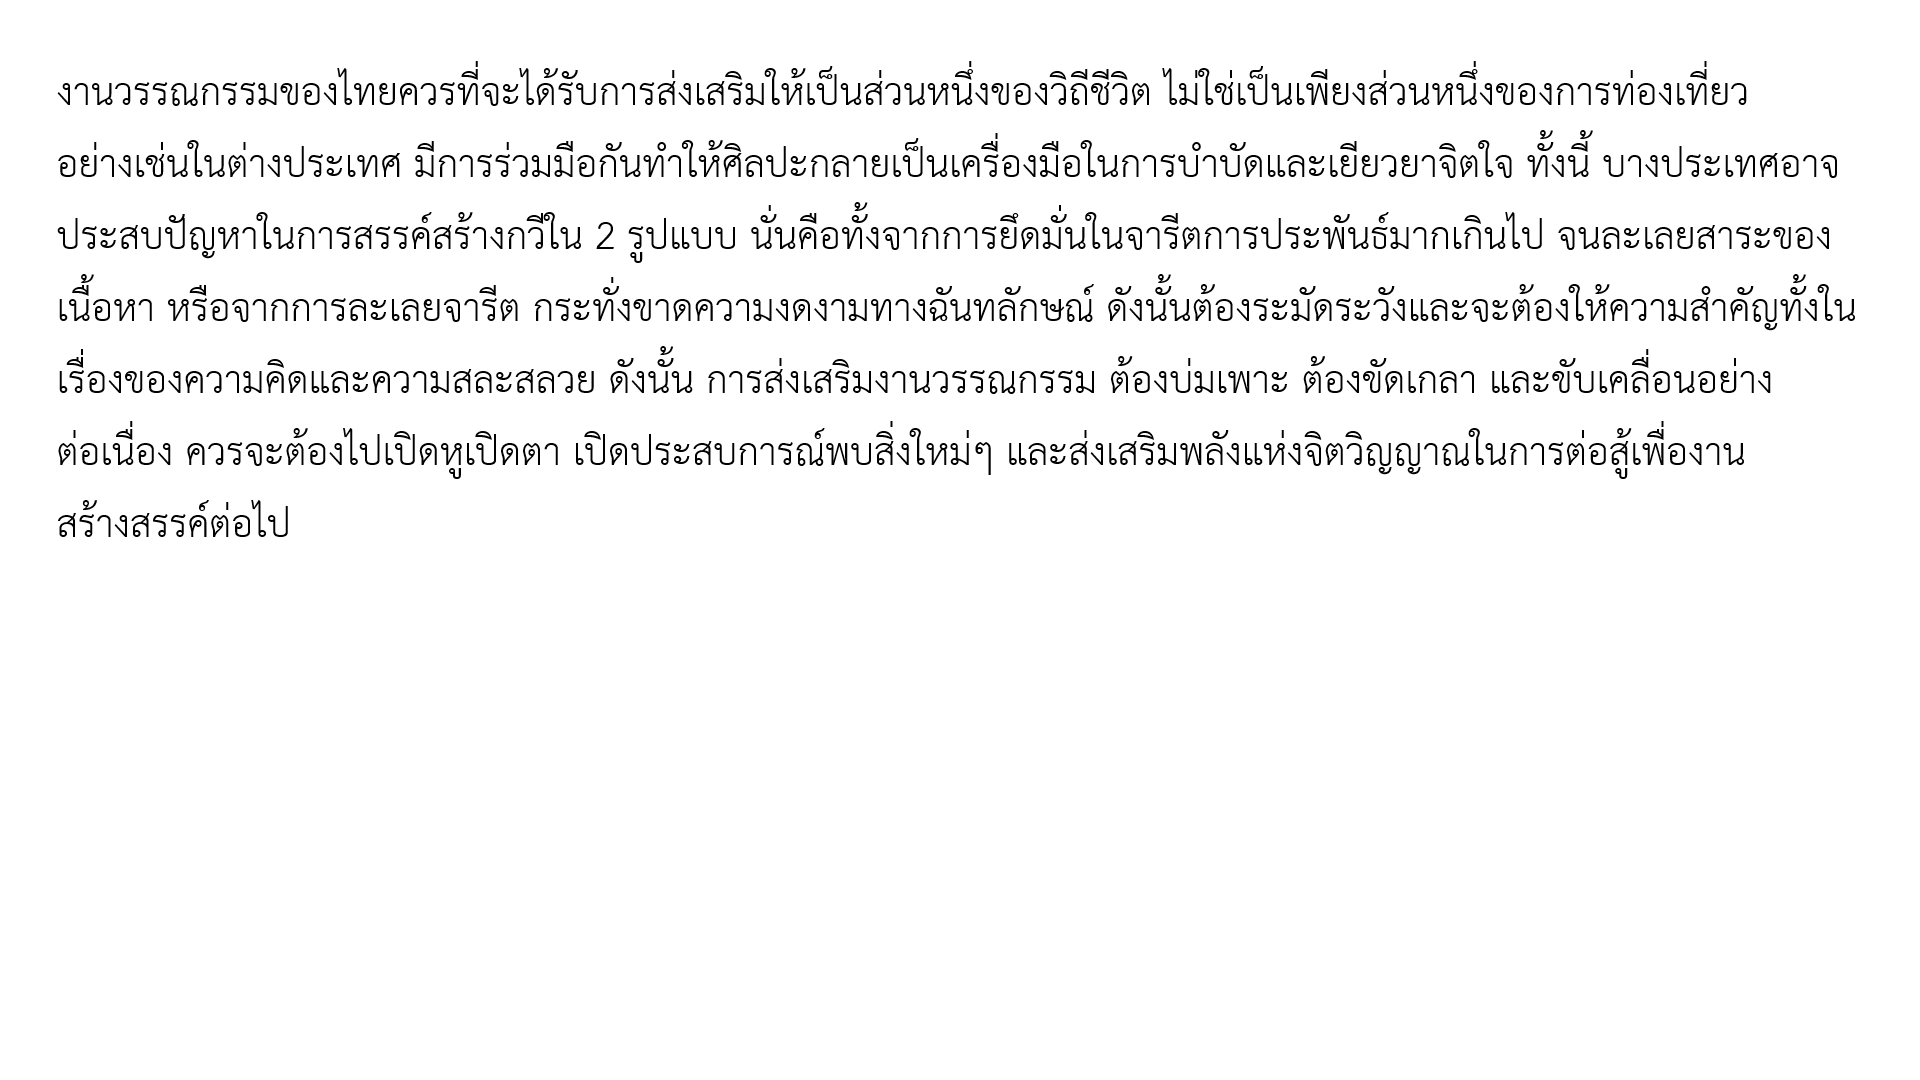 งานวรรณกรรมของไทยควรที่จะได้รับการส่งเสริมให้เป็นส่วนหนึ่งของวิถีชีวิต ไม่ใช่เป็นเพียงส่วนหนึ่งของการท่องเที่ยว
อย่างเช่นในต่างประเทศ มีการร่วมมือกันทำให้ศิลปะกลายเป็นเครื่องมือในการบำบัดและเยียวยาจิตใจ ทั้งนี้ บางประเทศอาจ
ประสบปัญหาในการสรรค์สร้างกวีใน 2 รูปแบบ นั่นคือทั้งจากการยึดมั่นในจารีตการประพันธ์มากเกินไป จนละเลยสาระของ
เนื้อหา หรือจากการละเลยจารีต กระทั่งขาดความงดงามทางฉันทลักษณ์ ดังนั้นต้องระมัดระวังและจะต้องให้ความสำคัญทั้งใน
เรื่องของความคิดและความสละสลวย ดังนั้น การส่งเสริมงานวรรณกรรม ต้องบ่มเพาะ ต้องขัดเกลา และขับเคลื่อนอย่าง
ต่อเนื่อง ควรจะต้องไปเปิดหูเปิดตา เปิดประสบการณ์พบสิ่งใหม่ๆ และส่งเสริมพลังแห่งจิตวิญญาณในการต่อสู้เพื่องาน
สร้างสรรค์ต่อไป